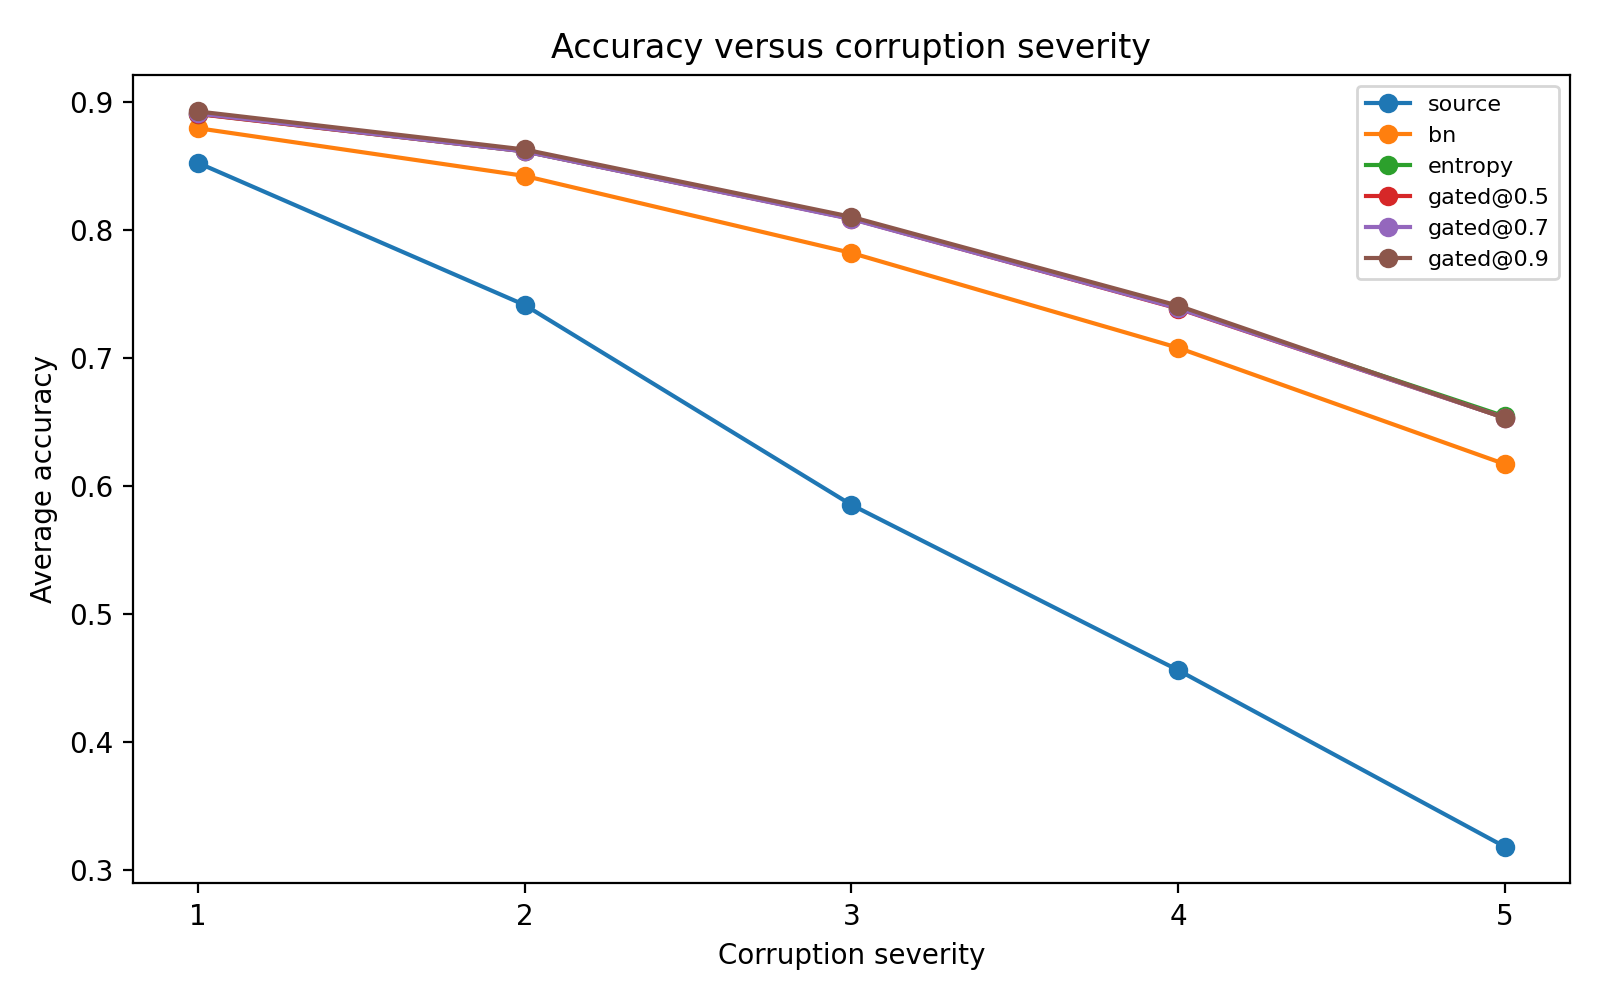 Accuracy versus corruption severity
0.9
0.8
0.7
0.6
0.5
0.4
0.3
Average accuracy
1 2 3 4 5
Corruption severity
source
bn
entropy
gated@0.5
gated@0.7
gated@0.9